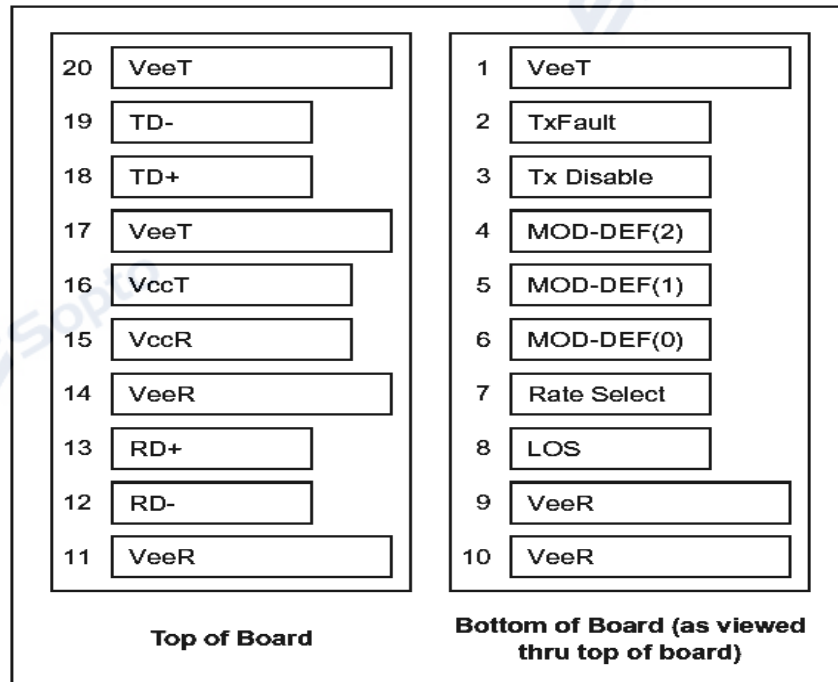 20 VeeT
19 TD-
18 TD+
17 VeeT
16 VccT
15 VccR
14 VeeR
13 RD+
12 RD-
11 VeeR
Top of Board
1 VeeT
2 TxFault
3 Tx Disable
4 MOD-DEF(2)
5 MOD-DEF(1)
6 MOD-DEF(0)
7 Rate Select
8 LOS
9 VeeR
10 VeeR
Bottom of Board (as viewed
thru top of board)
Sopto